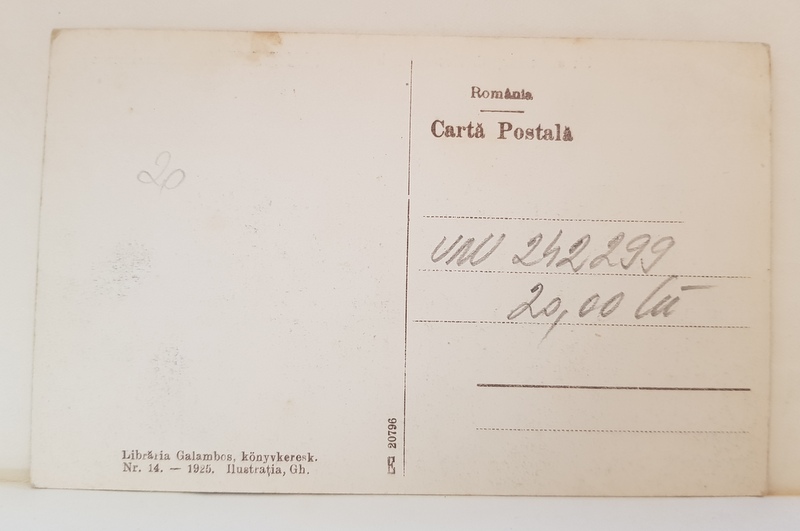 România
Cartă Postală
20
242299
20,00 lei
20796
Librăria Galambos, könyvkeresk.
Nr. 14. — 1925. Ilustrația, Gh.